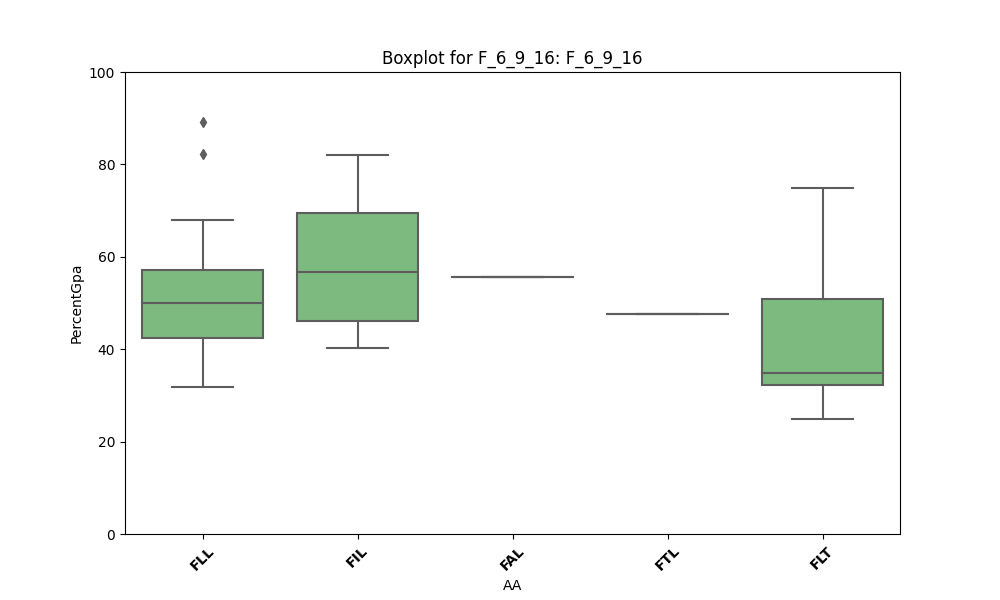 Boxplot for F_6_9_16: F_6_9_16
100
80
60
40
20
0
PercentGpa
FLL
FIL
FAL
FTL
FLT
AA